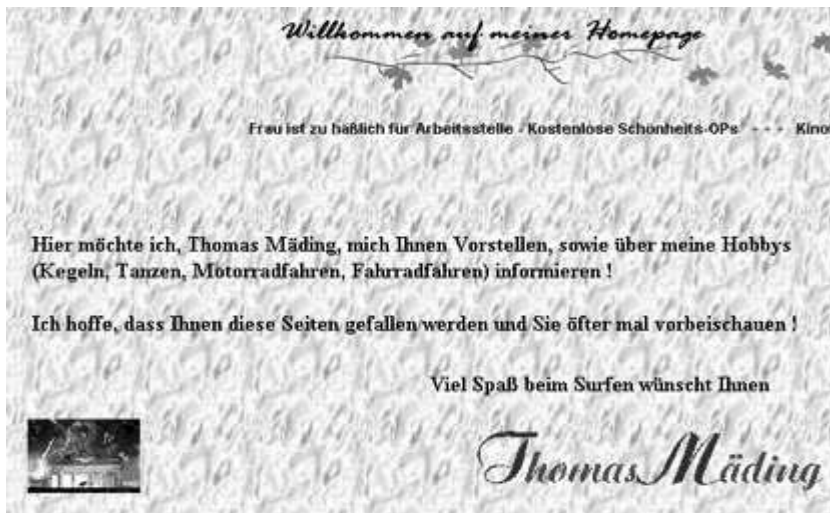 Willkommen auf meiner Homepage
Frau ist zu häßlich für Arbeitsstelle - Kostenlose Schönheits-OPs - - -
Hier möchte ich, Thomas Mäding, mich Ihnen Vorstellen, sowie über meine Hobbys
(Kegeln, Tanzen, Motorradfahren, Fahrradfahren) informieren !
Ich hoffe, dass Ihnen diese Seiten gefallen werden und Sie öfter mal vorbeischauen !
Viel Spaß beim Surfen wünscht Ihnen
Thomas Mäding